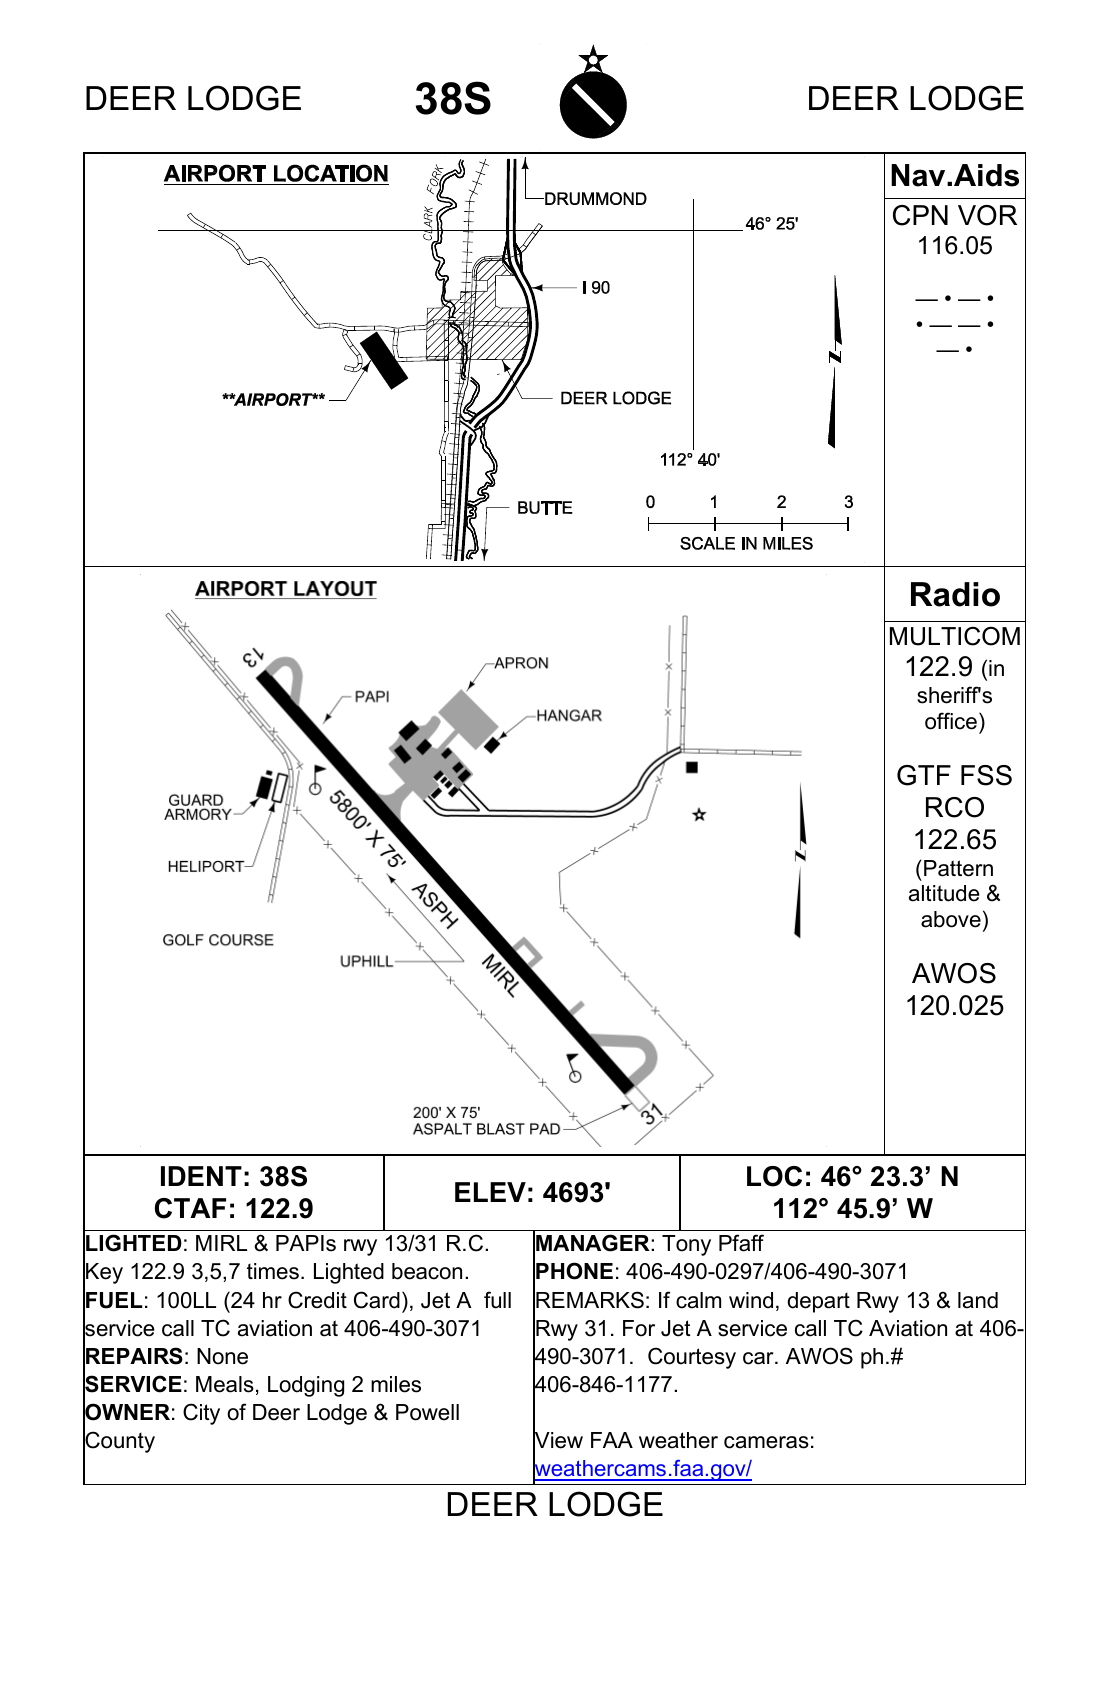 DEER LODGE 38S DEER LODGE
AIRPORT LOCATION
CLARK FORK
DRUMMOND
46° 25'
I 90
**AIRPORT**
DEER LODGE
N
112° 40'
BUTTE
0 1 2 3
SCALE IN MILES
Nav.Aids
CPN VOR
116.05
— • — •
• — — •
— •
AIRPORT LAYOUT
13
APRON
PAPI
HANGAR
GUARD
ARMORY
HELIPORT
5800' X 75' ASPH MIRL
N
GOLF COURSE
UPHILL
31
200' X 75'
ASPALT BLAST PAD
Radio
MULTICOM
122.9 (in
sheriff's
office)
GTF FSS
RCO
122.65
(Pattern
altitude &
above)
AWOS
120.025
IDENT: 38S
CTAF: 122.9
ELEV: 4693'
LOC: 46° 23.3’ N
112° 45.9’ W
LIGHTED: MIRL & PAPIs rwy 13/31 R.C.
Key 122.9 3,5,7 times. Lighted beacon.
FUEL: 100LL (24 hr Credit Card), Jet A full
service call TC aviation at 406-490-3071
REPAIRS: None
SERVICE: Meals, Lodging 2 miles
OWNER: City of Deer Lodge & Powell
County
MANAGER: Tony Pfaff
PHONE: 406-490-0297/406-490-3071
REMARKS: If calm wind, depart Rwy 13 & land
Rwy 31. For Jet A service call TC Aviation at 406-
490-3071. Courtesy car. AWOS ph.#
406-846-1177.
View FAA weather cameras:
weathercams.faa.gov/
DEER LODGE